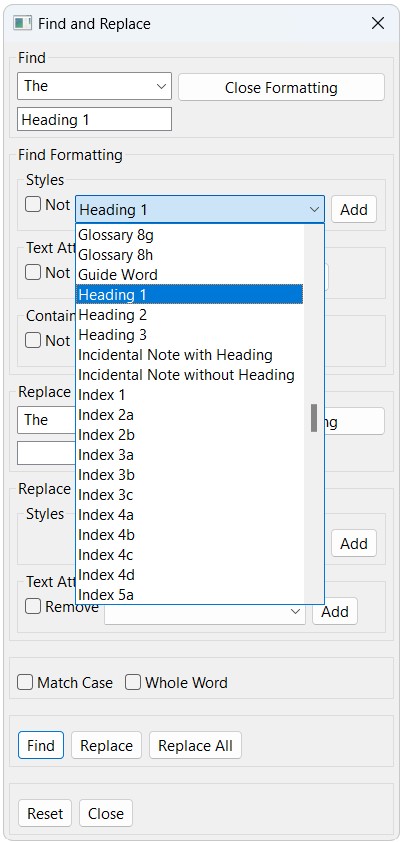 Find and Replace
Find
The
Close Formatting
Heading 1
Find Formatting
Styles
Not
Heading 1
Add
Glossary 8g
Glossary 8h
Guide Word
Heading 1
Heading 2
Heading 3
Incidental Note with Heading
Incidental Note without Heading
Index 1
Index 2a
Index 2b
Index 3a
Index 3b
Index 3c
Index 4a
Index 4b
Index 4c
Index 4d
Index 5a
Text Att
Not
Contain
Not
Replace
The
ng
Replace
Styles
Add
Text Att
Remove
Add
Match Case
Whole Word
Find
Replace
Replace All
Reset
Close